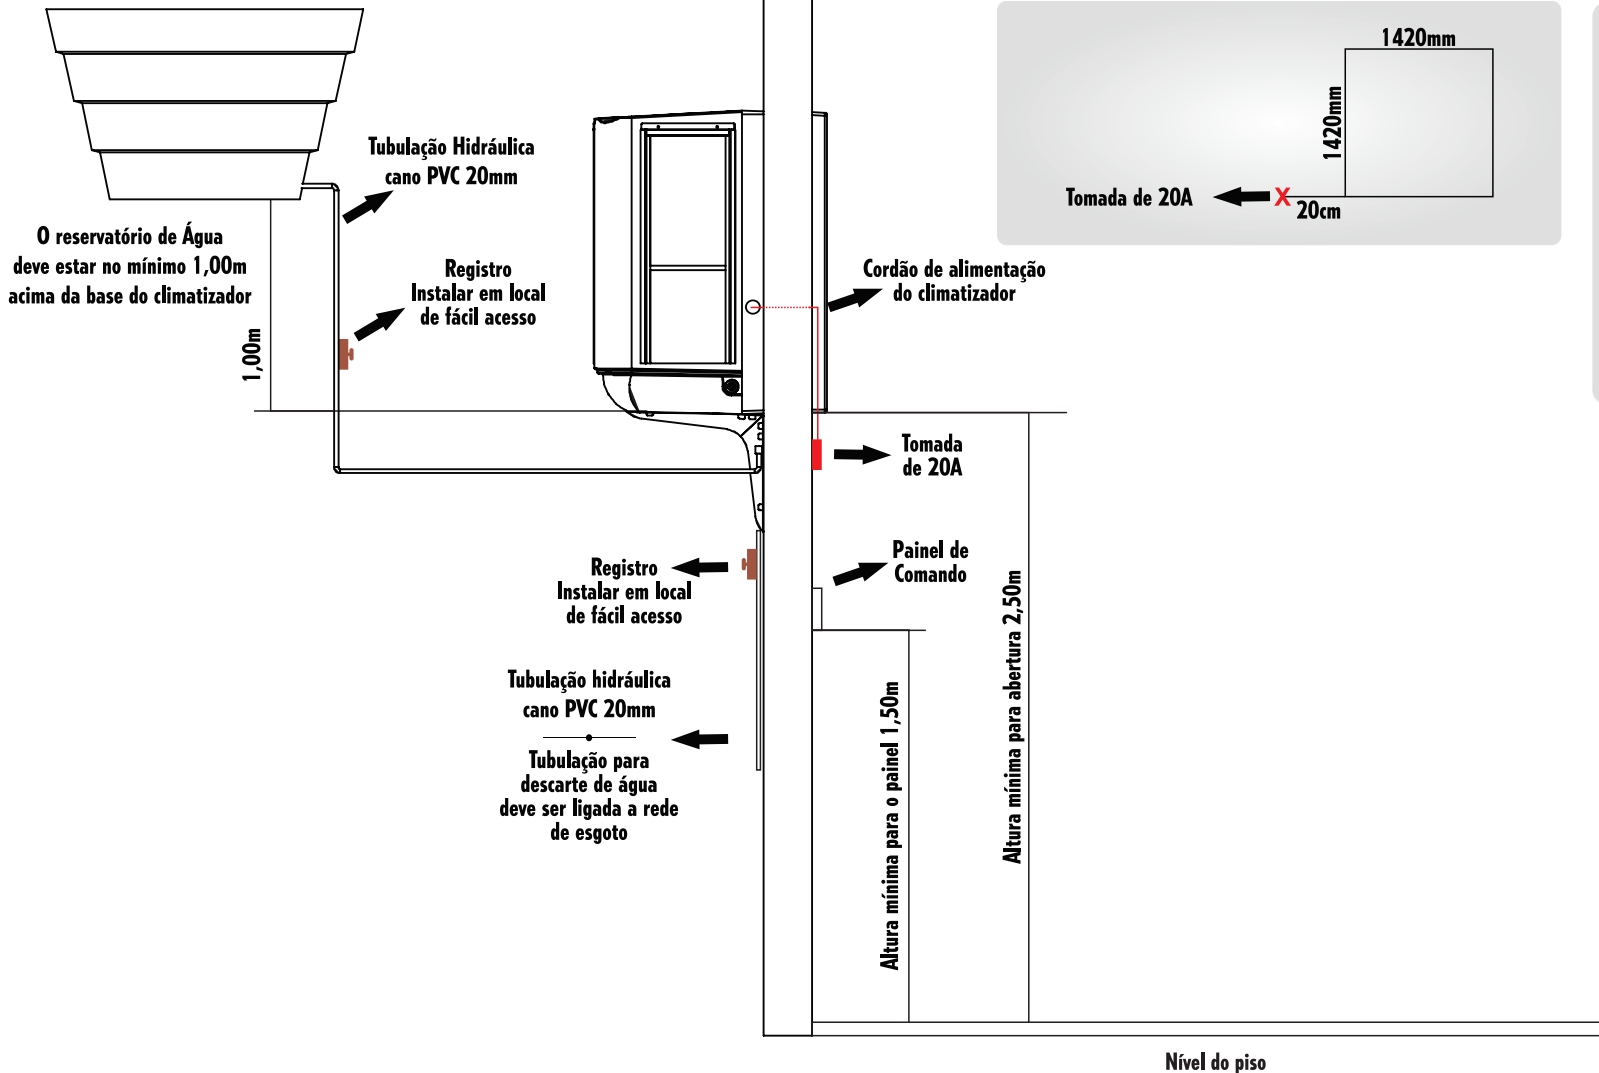 1420mm
1420mm
Tomada de 20A
X
20cm
Tubulação Hidráulica
cano PVC 20mm
O reservatório de Água
deve estar no mínimo 1,00m
acima da base do climatizador
Registro
Instalar em local
de fácil acesso
1,00m
Cordão de alimentação
do climatizador
Tomada
de 20A
Registro
Instalar em local
de fácil acesso
Painel de
Comando
Tubulação hidráulica
cano PVC 20mm
Tubulação para
descarte de água
deve ser ligada a rede
de esgoto
Altura mínima para o painel 1,50m
Altura mínima para abertura 2,50m
Nível do piso